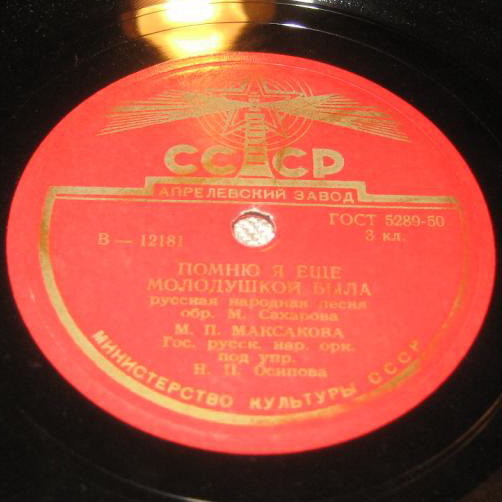 СССР
АПРЕЛЕВСКИЙ ЗАВОД
ГОСТ 5289-50
В — 12181
3 кл.
ПОМНЮ Я ЕЩЕ
МОЛОДУШКОЙ БЫЛА
русская народная песня
обр. М. Сахарова
М. П. МАКСАКОВА
Гос. русск. нар. орк.
под упр.
Н. П. Осипова
МИНИСТЕРСТВО КУЛЬТУРЫ СССР